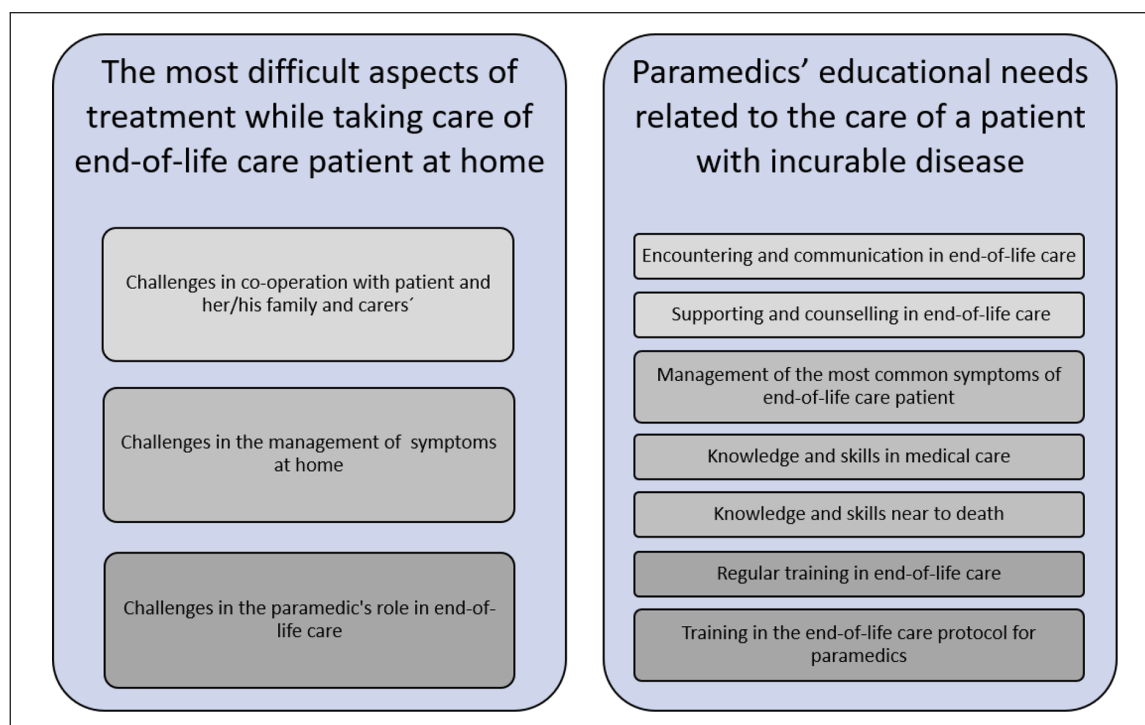 The most difficult aspects of
treatment while taking care of
end-of-life care patient at home
Challenges in co-operation with patient and
her/his family and carers´
Challenges in the management of  symptoms
at home
Challenges in the paramedic's role in end-of-
life care
Paramedics’ educational needs
related to the care of a patient
with incurable disease
Encountering and communication in end-of-life care
Supporting and counselling in end-of-life care
Management of the most common symptoms of
end-of-life care patient
Knowledge and skills in medical care
Knowledge and skills near to death
Regular training in end-of-life care
Training in the end-of-life care protocol for
paramedics